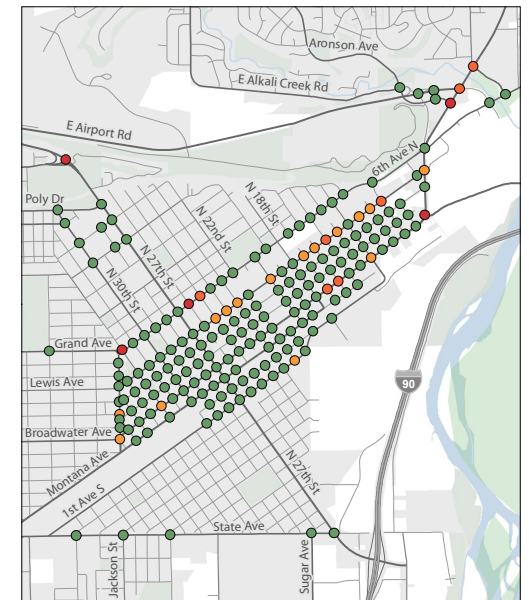 Aronson Ave
E Alkali Creek Rd
E Airport Rd
6th Ave N
Poly Dr
N 18th St
N 22nd St
N 27th St
N 30th St
Grand Ave
Lewis Ave
90
Broadwater Ave
Montana Ave
1st Ave S
N 27th St
State Ave
Jackson St
Sugar Ave